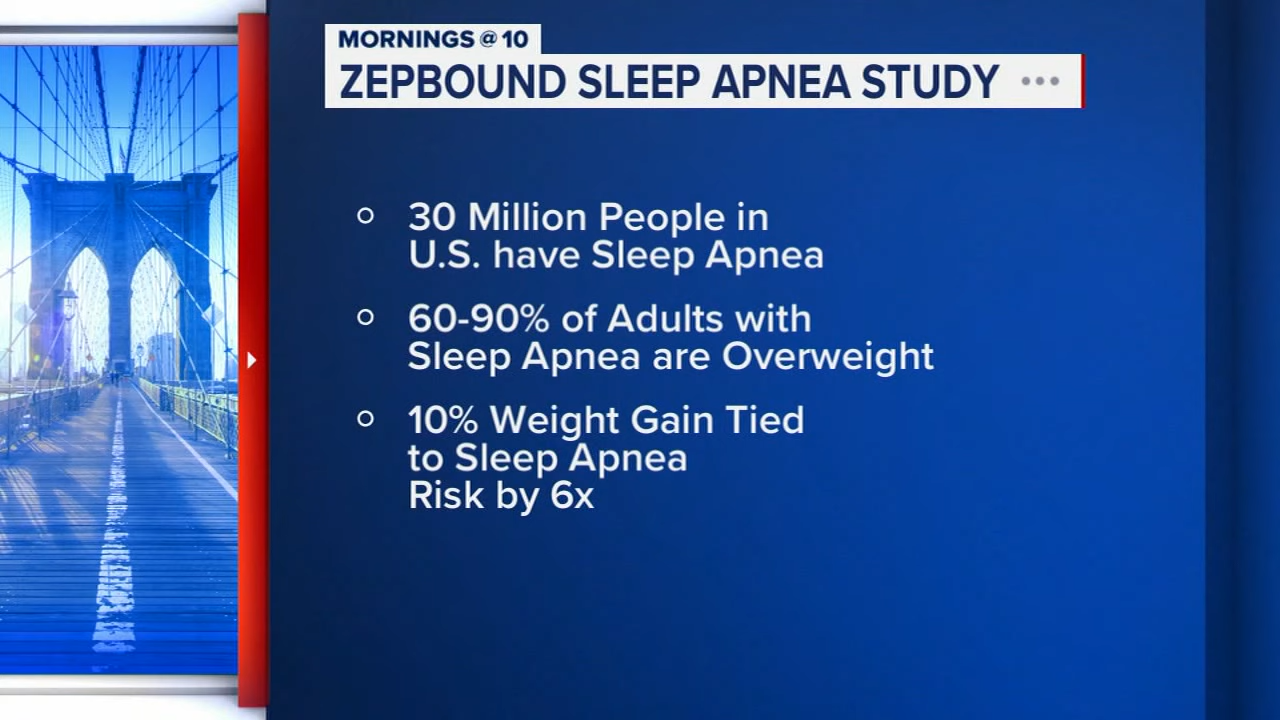 MORNINGS @ 10
ZEPBOUND SLEEP APNEA STUDY
30 Million People in
U.S. have Sleep Apnea
60-90% of Adults with
Sleep Apnea are Overweight
10% Weight Gain Tied
to Sleep Apnea
Risk by 6x